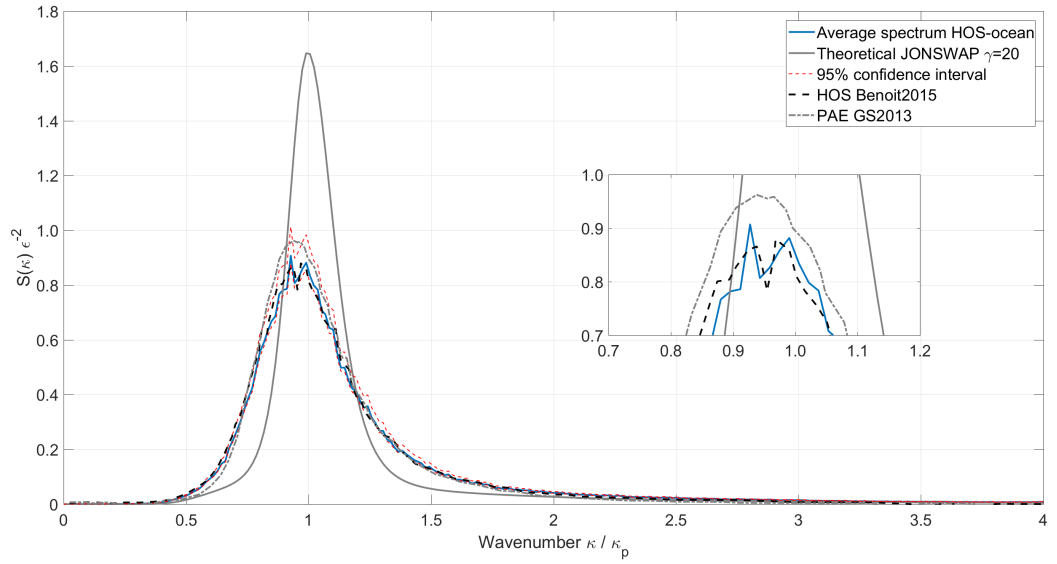 1.8
1.6
1.4
1.2
1.0
0.8
0.6
0.4
0.2
0
S(κ) ϵ⁻²
0 0.5 1 1.5 2 2.5 3 3.5 4
Wavenumber κ / κₚ
Average spectrum HOS-ocean
Theoretical JONSWAP γ=20
95% confidence interval
HOS Benoit2015
PAE GS2013
1.0
0.9
0.8
0.7
0.7 0.8 0.9 1.0 1.1 1.2